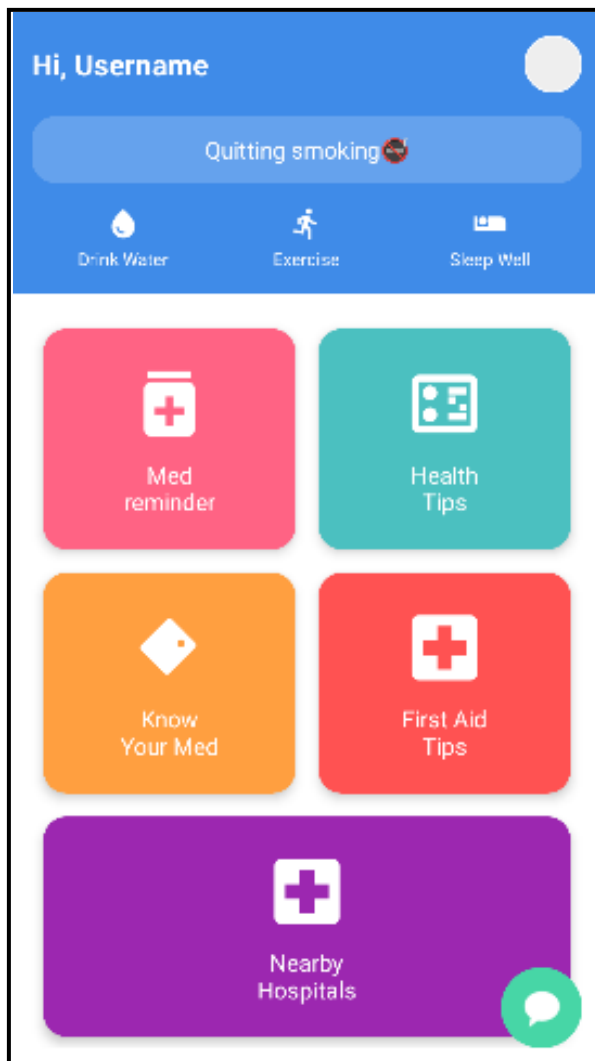 Hi, Username
Quitting smoking🚭
Drink Water
Exercise
Sleep Well
Med
reminder
Health
Tips
Know
Your Med
First Aid
Tips
Nearby
Hospitals